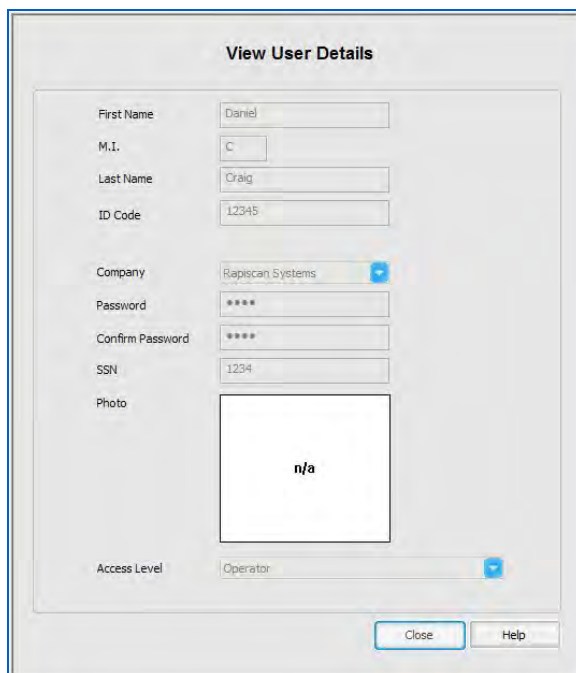 View User Details
First Name Daniel
M.I. C
Last Name Craig
ID Code 12345
Company Rapiscan Systems
Password ****
Confirm Password ****
SSN 1234
Photo
n/a
Access Level Operator
Close Help